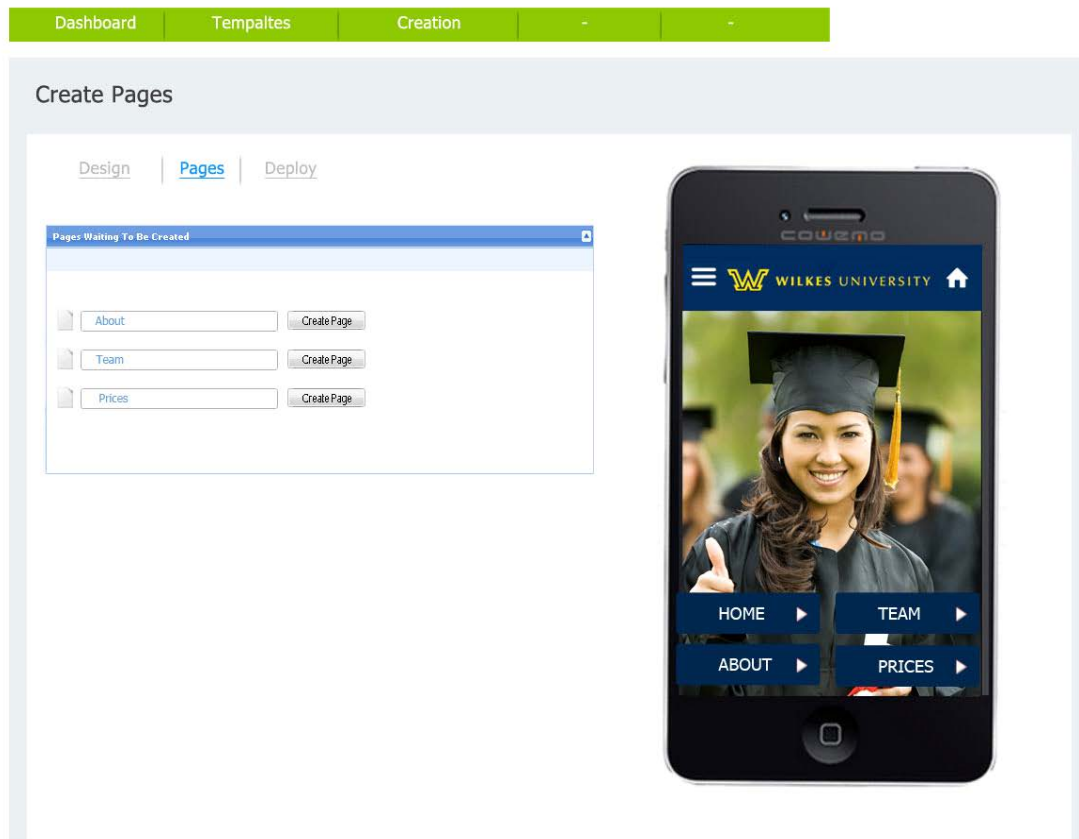 Dashboard Tempaltes Creation - -
Create Pages
Design Pages Deploy
Pages Waiting To Be Created
About Create Page
Team Create Page
Prices Create Page
cowemo
WILKES UNIVERSITY
HOME TEAM
ABOUT PRICES